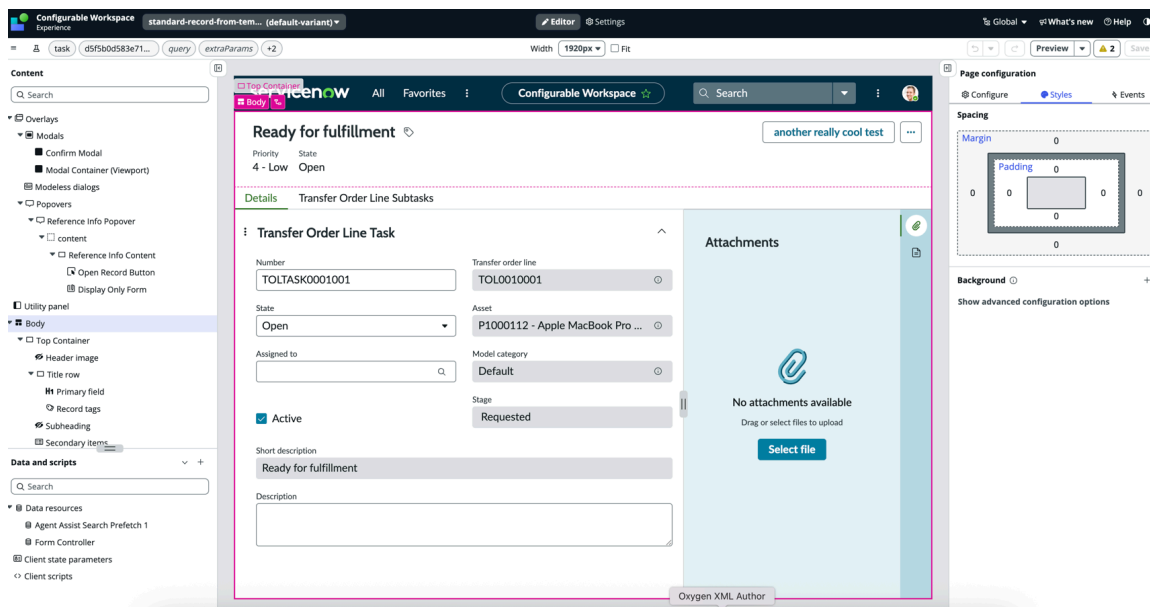 Configurable Workspace
Experience
standard-record-from-tem... (default-variant)
Editor
Settings
Global
What's new
Help
task
d5f5b0d583e71...
query
extraParams
+2
Width
1920px
Fit
Preview
2
Save
Content
Search
Overlays
Modals
Confirm Modal
Modal Container (Viewport)
Modeless dialogs
Popovers
Reference Info Popover
content
Reference Info Content
Open Record Button
Display Only Form
Utility panel
Body
Top Container
Header image
Title row
H1 Primary field
Record tags
Subheading
Secondary items
Data and scripts
Search
Data resources
Agent Assist Search Prefetch 1
Form Controller
Client state parameters
Client scripts
Top Container
Body
All
Favorites
Configurable Workspace
Search
Ready for fulfillment
another really cool test
Priority
State
4 - Low
Open
Details
Transfer Order Line Subtasks
Transfer Order Line Task
Number
Transfer order line
TOLTASK0001001
TOL0010001
State
Asset
Open
P1000112 - Apple MacBook Pro ...
Assigned to
Model category
Default
Stage
Active
Requested
Short description
Ready for fulfillment
Description
Attachments
No attachments available
Drag or select files to upload
Select file
Oxygen XML Author
Page configuration
Configure
Styles
Events
Spacing
Margin
0
Padding
0
0
0
0
0
0
0
Background
Show advanced configuration options